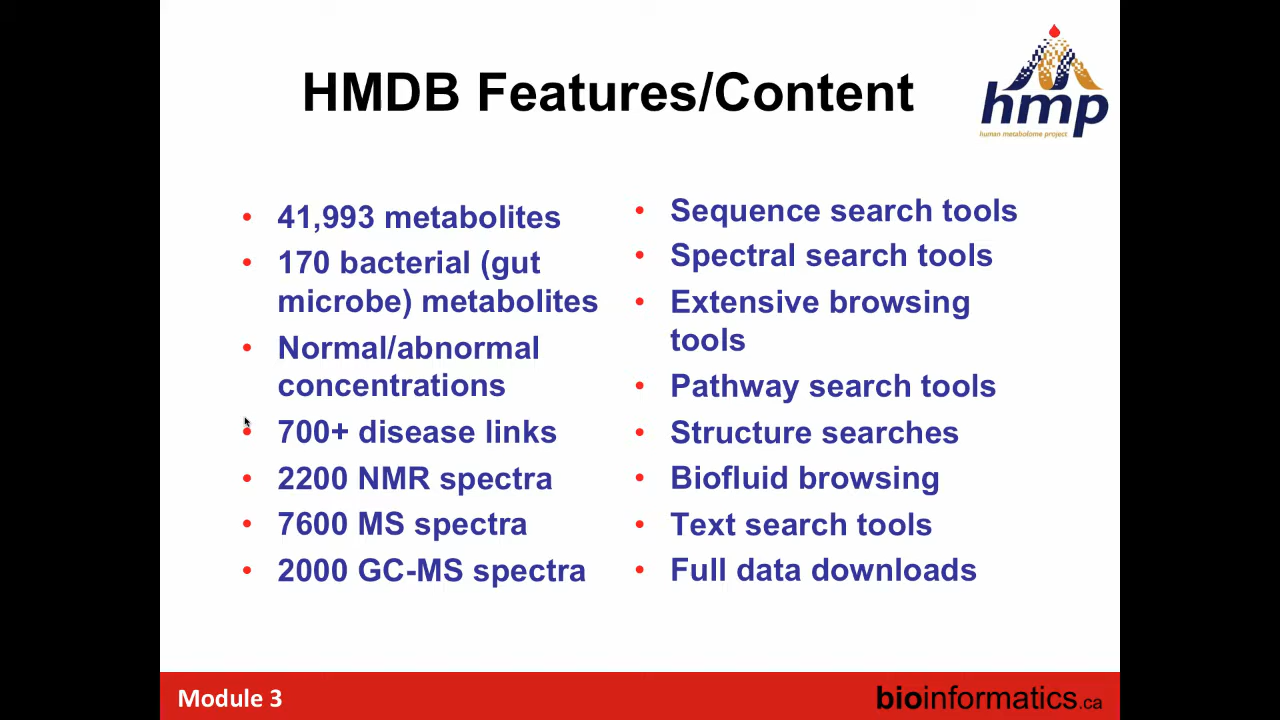 HMDB Features/Content
hmp
human metabolome project
• 41,993 metabolites
• 170 bacterial (gut
microbe) metabolites
• Normal/abnormal
concentrations
• 700+ disease links
• 2200 NMR spectra
• 7600 MS spectra
• 2000 GC-MS spectra
• Sequence search tools
• Spectral search tools
• Extensive browsing
tools
• Pathway search tools
• Structure searches
• Biofluid browsing
• Text search tools
• Full data downloads
Module 3
bioinformatics.ca